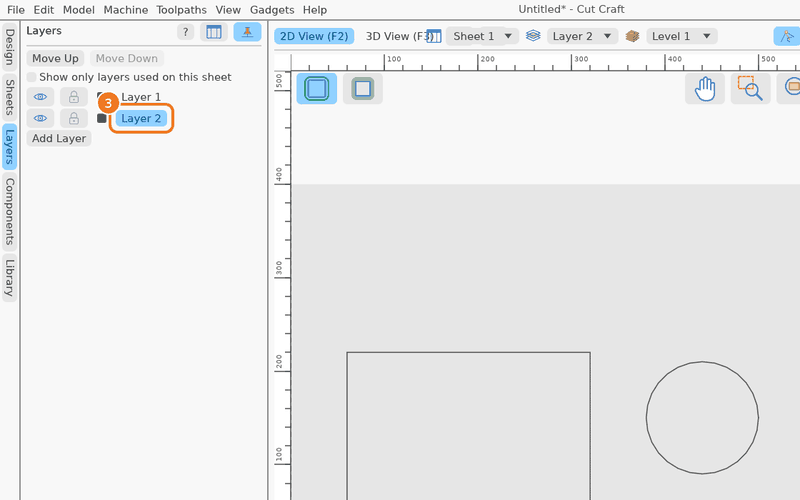 File Edit Model Machine Toolpaths View Gadgets Help Untitled* - Cut Craft
Layers ?
2D View (F2) 3D View (F3) Sheet 1 Layer 2 Level 1
Move Up Move Down
Show only layers used on this sheet
Layer 1
3
Layer 2
Add Layer
Design
Sheets
Layers
Components
Library
100 200 300 400 500
500
400
300
200
100